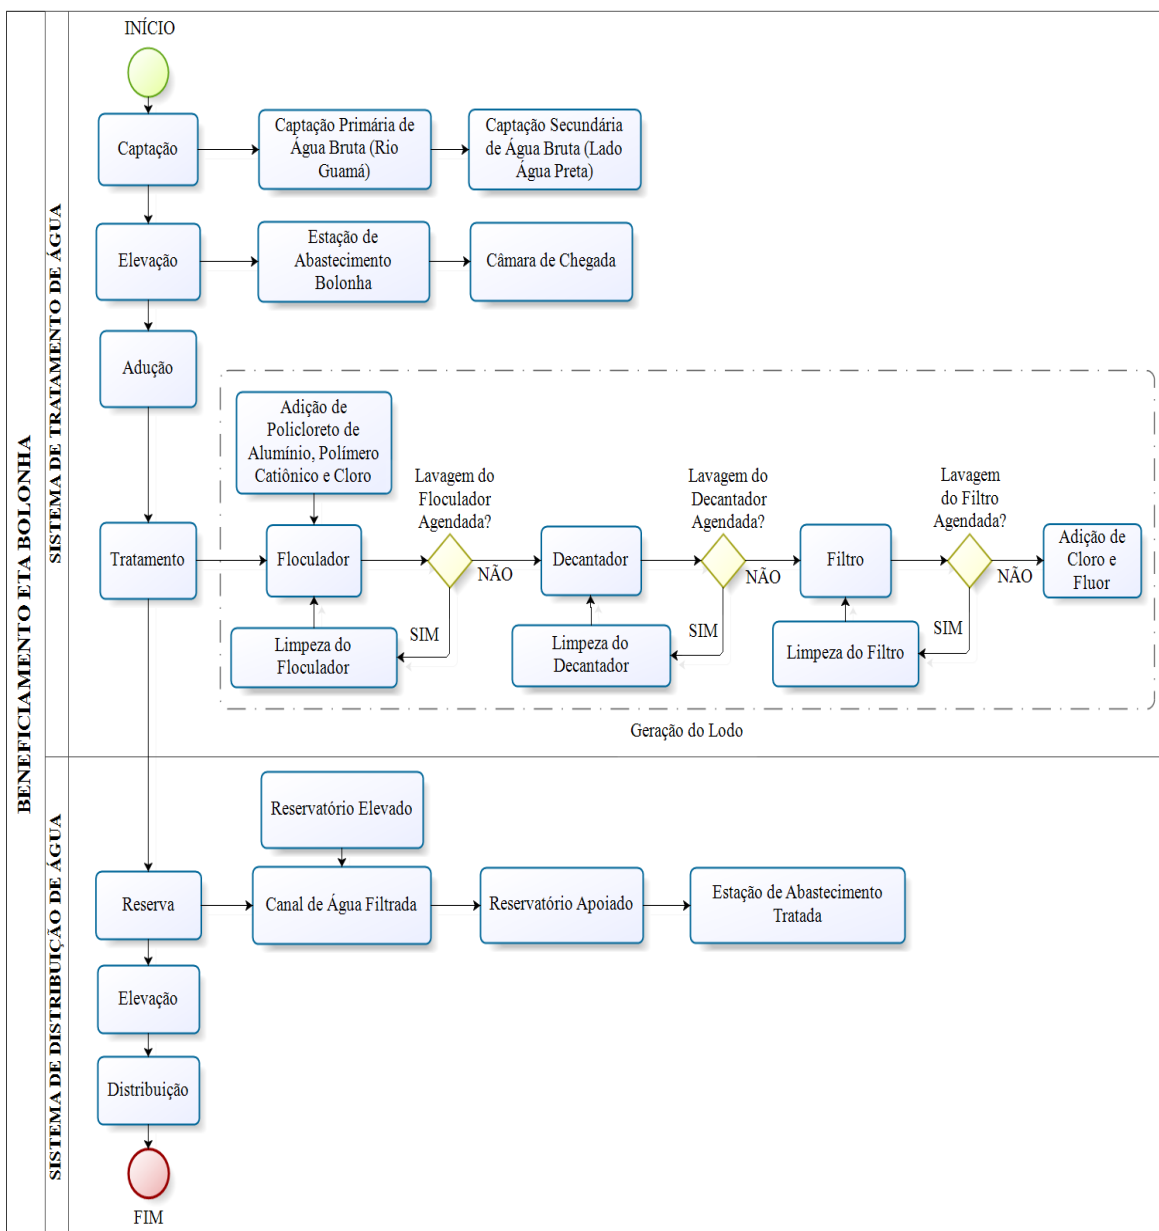 BENEFICIAMENTO ETA BOLONHA
SISTEMA DE TRATAMENTO DE ÁGUA
INÍCIO
Captação
Captação Primária de
Água Bruta (Rio
Guamá)
Captação Secundária
de Água Bruta (Lado
Água Preta)
Elevação
Estação de
Abastecimento
Bolonha
Câmara de Chegada
Adução
Adição de
Policloreto de
Alumínio, Polímero
Catiônico e Cloro
Lavagem do
Floculador
Agendada?
Lavagem do
Decantador
Agendada?
Lavagem
do Filtro
Agendada?
Tratamento
Floculador
NÃO
Decantador
NÃO
Filtro
NÃO
Adição de
Cloro e
Fluor
SIM
Limpeza do
Floculador
SIM
Limpeza do
Decantador
SIM
Limpeza do Filtro
Geração do Lodo
SISTEMA DE DISTRIBUIÇÃO DE ÁGUA
Reservatório Elevado
Reserva
Canal de Água Filtrada
Reservatório Apoiado
Estação de Abastecimento
Tratada
Elevação
Distribuição
FIM